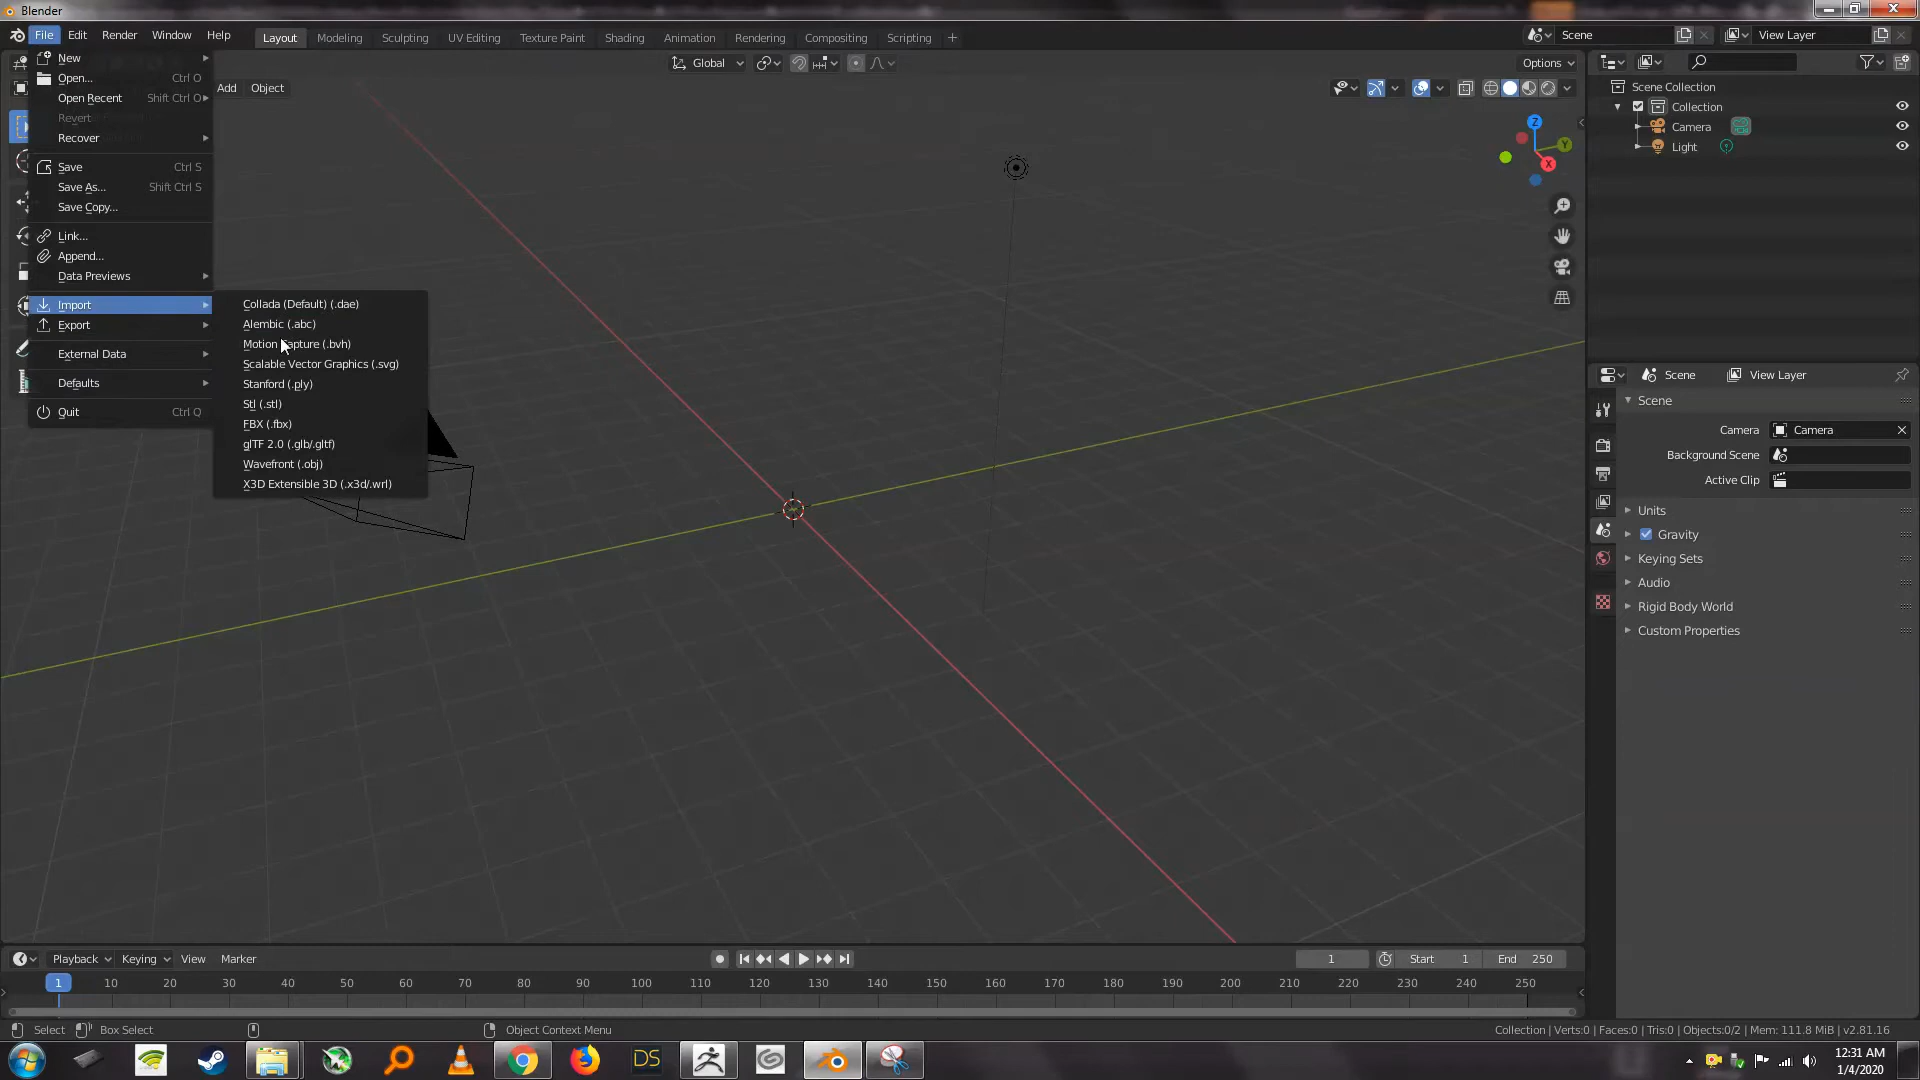 Blender
File Edit Render Window Help Layout Modeling Sculpting UV Editing Texture Paint Shading Animation Rendering Compositing Scripting + Scene View Layer
Global Options
Add Object
New
Open... Ctrl O
Open Recent Shift Ctrl O
Revert
Recover
Save Ctrl S
Save As... Shift Ctrl S
Save Copy...
Link...
Append...
Data Previews
Import
Export
External Data
Defaults
Quit Ctrl Q
Collada (Default) (.dae)
Alembic (.abc)
Motion Capture (.bvh)
Scalable Vector Graphics (.svg)
Stanford (.ply)
Stl (.stl)
FBX (.fbx)
glTF 2.0 (.glb/.gltf)
Wavefront (.obj)
X3D Extensible 3D (.x3d/.wrl)
Z
Y
X
Scene Collection
Collection
Camera
Light
Scene View Layer
Scene
Camera Camera
Background Scene
Active Clip
Units
Gravity
Keying Sets
Audio
Rigid Body World
Custom Properties
Playback Keying View Marker 1 Start 1 End 250
1 10 20 30 40 50 60 70 80 90 100 110 120 130 140 150 160 170 180 190 200 210 220 230 240 250
Select Box Select Object Context Menu Collection | Verts:0 | Faces:0 | Tris:0 | Objects:0/2 | Mem: 111.8 MiB | v2.81.16
DS
12:31 AM
1/4/2020